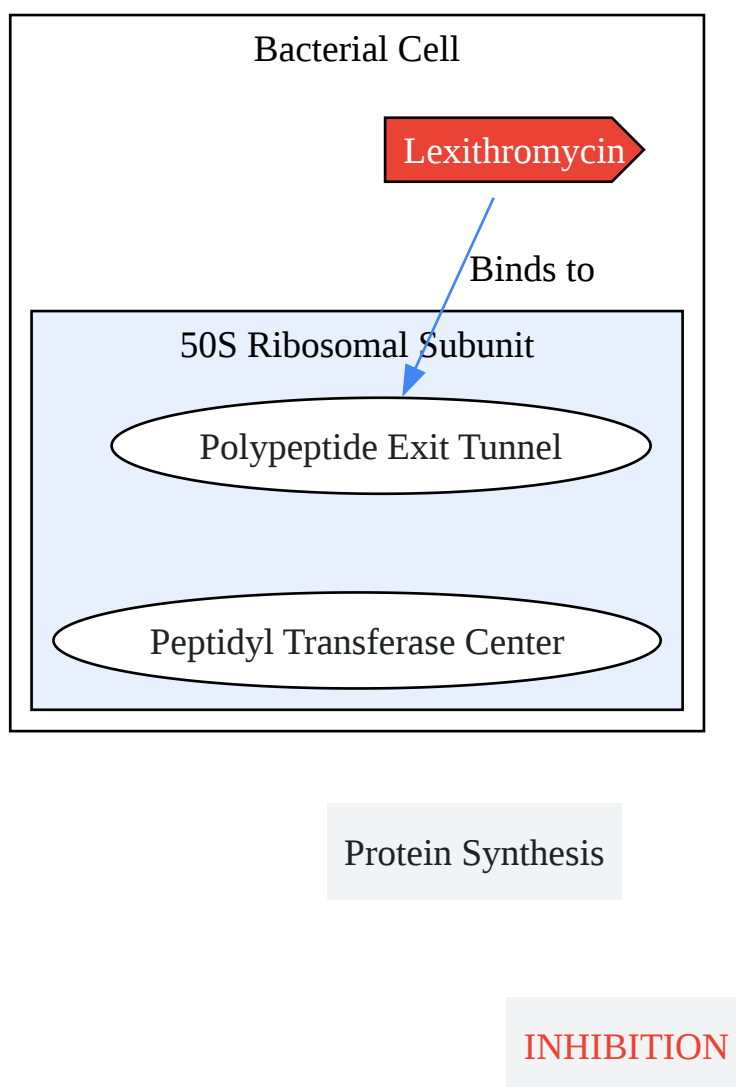 Bacterial Cell
Lexithromycin
Binds to
50S Ribosomal Subunit
Polypeptide Exit Tunnel
Peptidyl Transferase Center
Protein Synthesis
INHIBITION